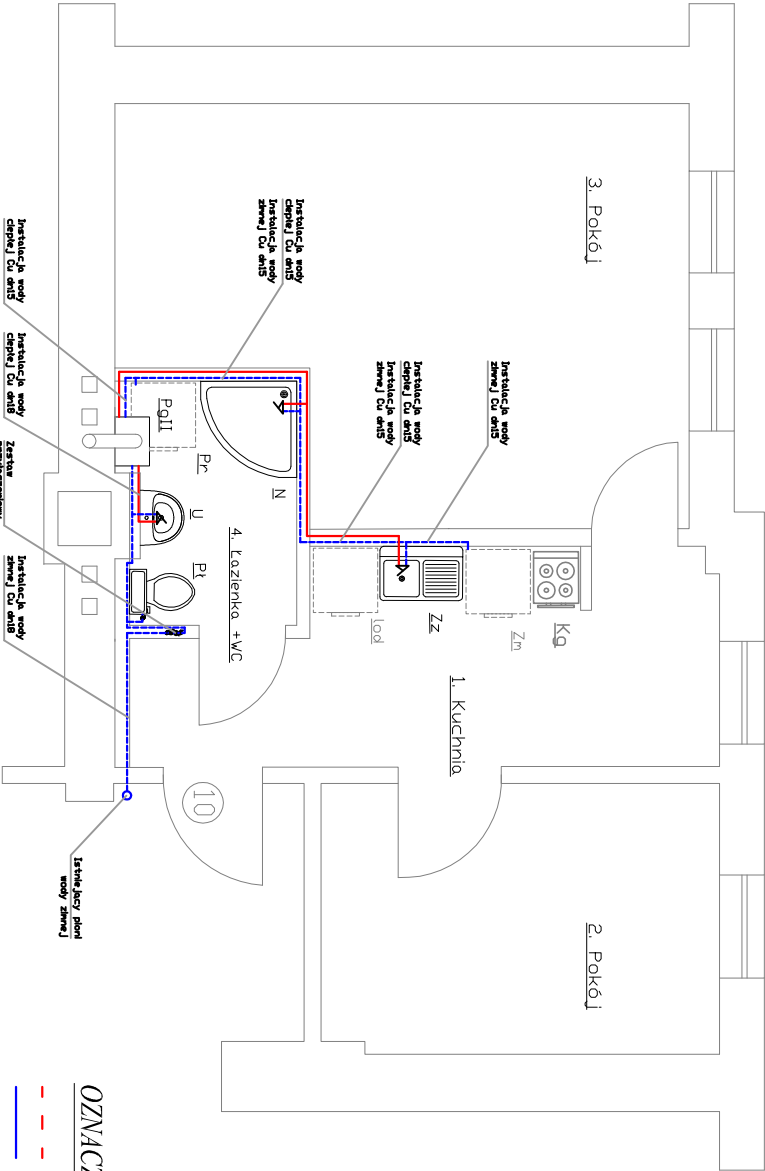 3. Pokój
Instalacja wody
zimnej Cu dn15
Instalacja wody
ciepłej Cu dn15
Instalacja wody
zimnej Cu dn15
Instalacja wody
ciepłej Cu dn15
Instalacja wody
zimnej Cu dn15
Kg
Zm
Zz
Lod
1. Kuchnia
2. Pokój
N
Pr
PgII
U
Pł
4. Łazienka +WC
10
Instalacja wody
ciepłej Cu dn15
Instalacja wody
ciepłej Cu dn18
Zestaw
Instalacja wody
zimnej Cu dn18
Istniejący pion
wody zimnej